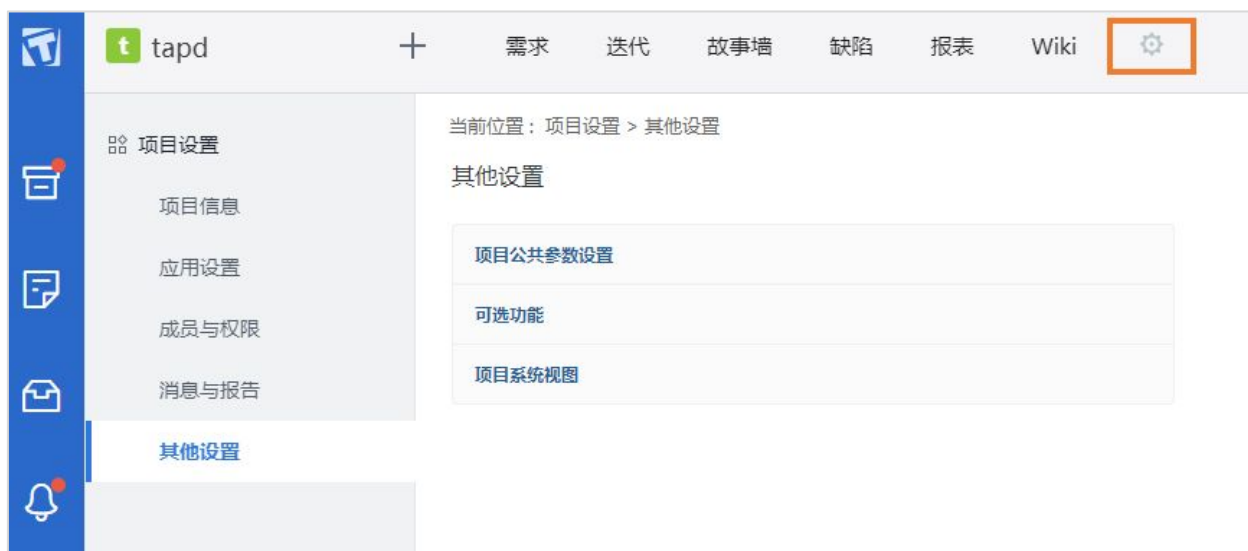 t tapd + 需求 迭代 故事墙 缺陷 报表 Wiki
项目设置
项目信息
应用设置
成员与权限
消息与报告
其他设置
当前位置：项目设置 > 其他设置
其他设置
项目公共参数设置
可选功能
项目系统视图